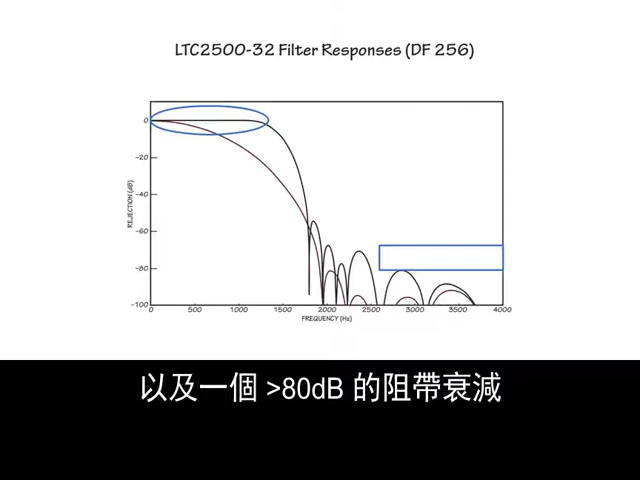 LTC2500-32 Filter Responses (DF 256)
0
-20
-40
-60
-80
-100
REJECTION (dB)
0 500 1000 1500 2000 2500 3000 3500 4000
FREQUENCY (Hz)
以及一個 >80dB 的阻帶衰減